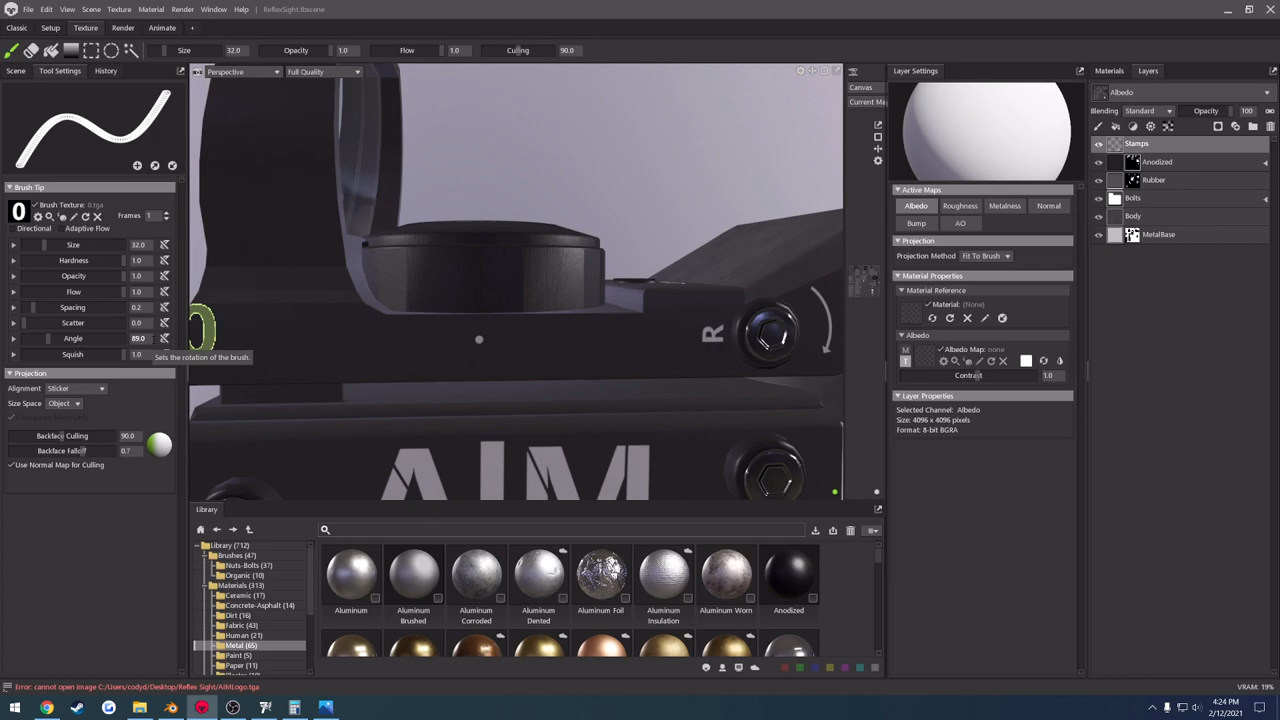 File Edit View Scene Texture Material Render Window Help ReflexSight.tbscene
Classic Setup Texture Render Animate +
Size 32.0 Opacity 1.0 Flow 1.0 Culling 90.0
Scene Tool Settings History
Perspective Full Quality
Canvas
Current Ma
Layer Settings
Materials Layers
Albedo
Blending Standard Opacity 100
Stamps
Anodized
Rubber
Bolts
Body
MetalBase
Brush Tip
Brush Texture: 0.tga
Frames 1
Directional Adaptive Flow
Size 32.0
Hardness 1.0
Opacity 1.0
Flow 1.0
Spacing 0.2
Scatter 0.0
Angle 89.0
Squish 1.0
Sets the rotation of the brush.
Projection
Alignment Sticker
Size Space Object
Backface Culling 90.0
Backface Falloff 0.7
Use Normal Map for Culling
0
0
R
AIM
Active Maps
Albedo Roughness Metalness Normal
Bump AO
Projection
Projection Method Fit To Brush
Material Properties
Material Reference
Material: (None)
Albedo
M
T
Albedo Map: none
Contrast 1.0
Layer Properties
Selected Channel: Albedo
Size: 4096 x 4096 pixels
Format: 8-bit BGRA
Library
Library (712)
Brushes (47)
Nuts-Bolts (37)
Organic (10)
Materials (313)
Ceramic (17)
Concrete-Asphalt (14)
Dirt (16)
Fabric (43)
Human (21)
Metal (65)
Paint (5)
Paper (11)
Aluminum
Aluminum Brushed
Aluminum Corroded
Aluminum Dented
Aluminum Foil
Aluminum Insulation
Aluminum Worn
Anodized
Error: cannot open image C:/Users/codyd/Desktop/Reflex Sight/AIMLogo.tga
VRAM: 19%
4:24 PM
2/12/2021